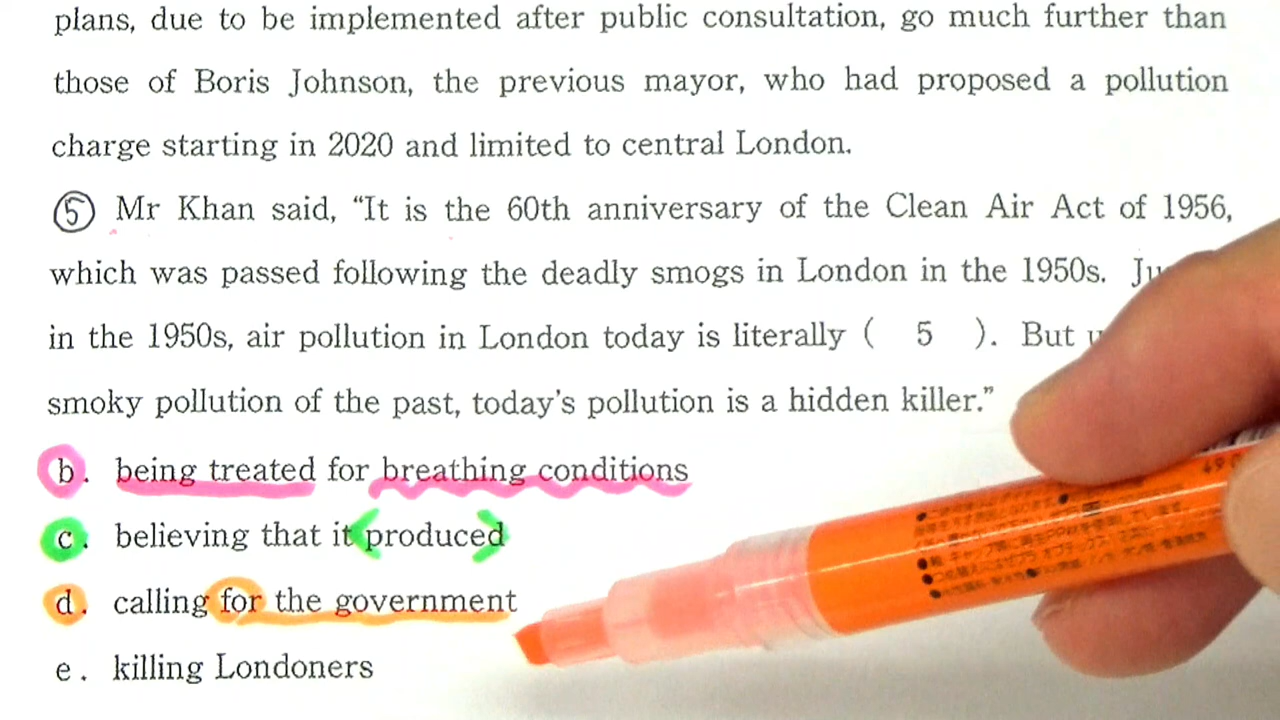 plans, due to be implemented after public consultation, go much further than
those of Boris Johnson, the previous mayor, who had proposed a pollution
charge starting in 2020 and limited to central London.
⑤ Mr Khan said, “It is the 60th anniversary of the Clean Air Act of 1956,
which was passed following the deadly smogs in London in the 1950s.
in the 1950s, air pollution in London today is literally ( 5 ). But
smoky pollution of the past, today’s pollution is a hidden killer.”
b. being treated for breathing conditions
c. believing that it produced
d. calling for the government
e. killing Londoners